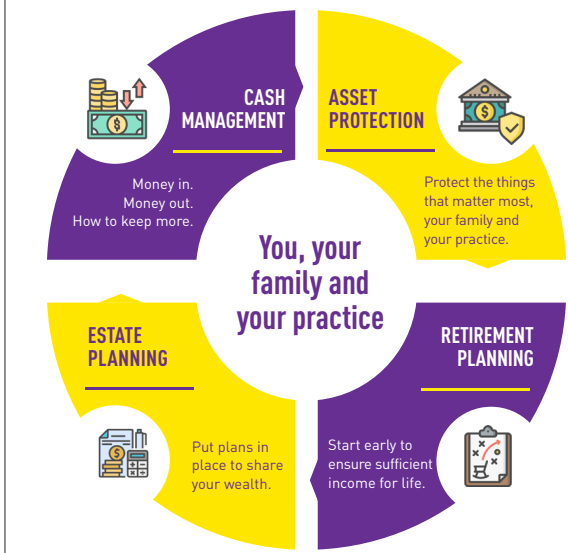 CASH
MANAGEMENT
Money in.
Money out.
How to keep more.
ASSET
PROTECTION
Protect the things
that matter most,
your family and
your practice.
You, your
family and
your practice
ESTATE
PLANNING
Put plans in
place to share
your wealth.
RETIREMENT
PLANNING
Start early to
ensure sufficient
income for life.